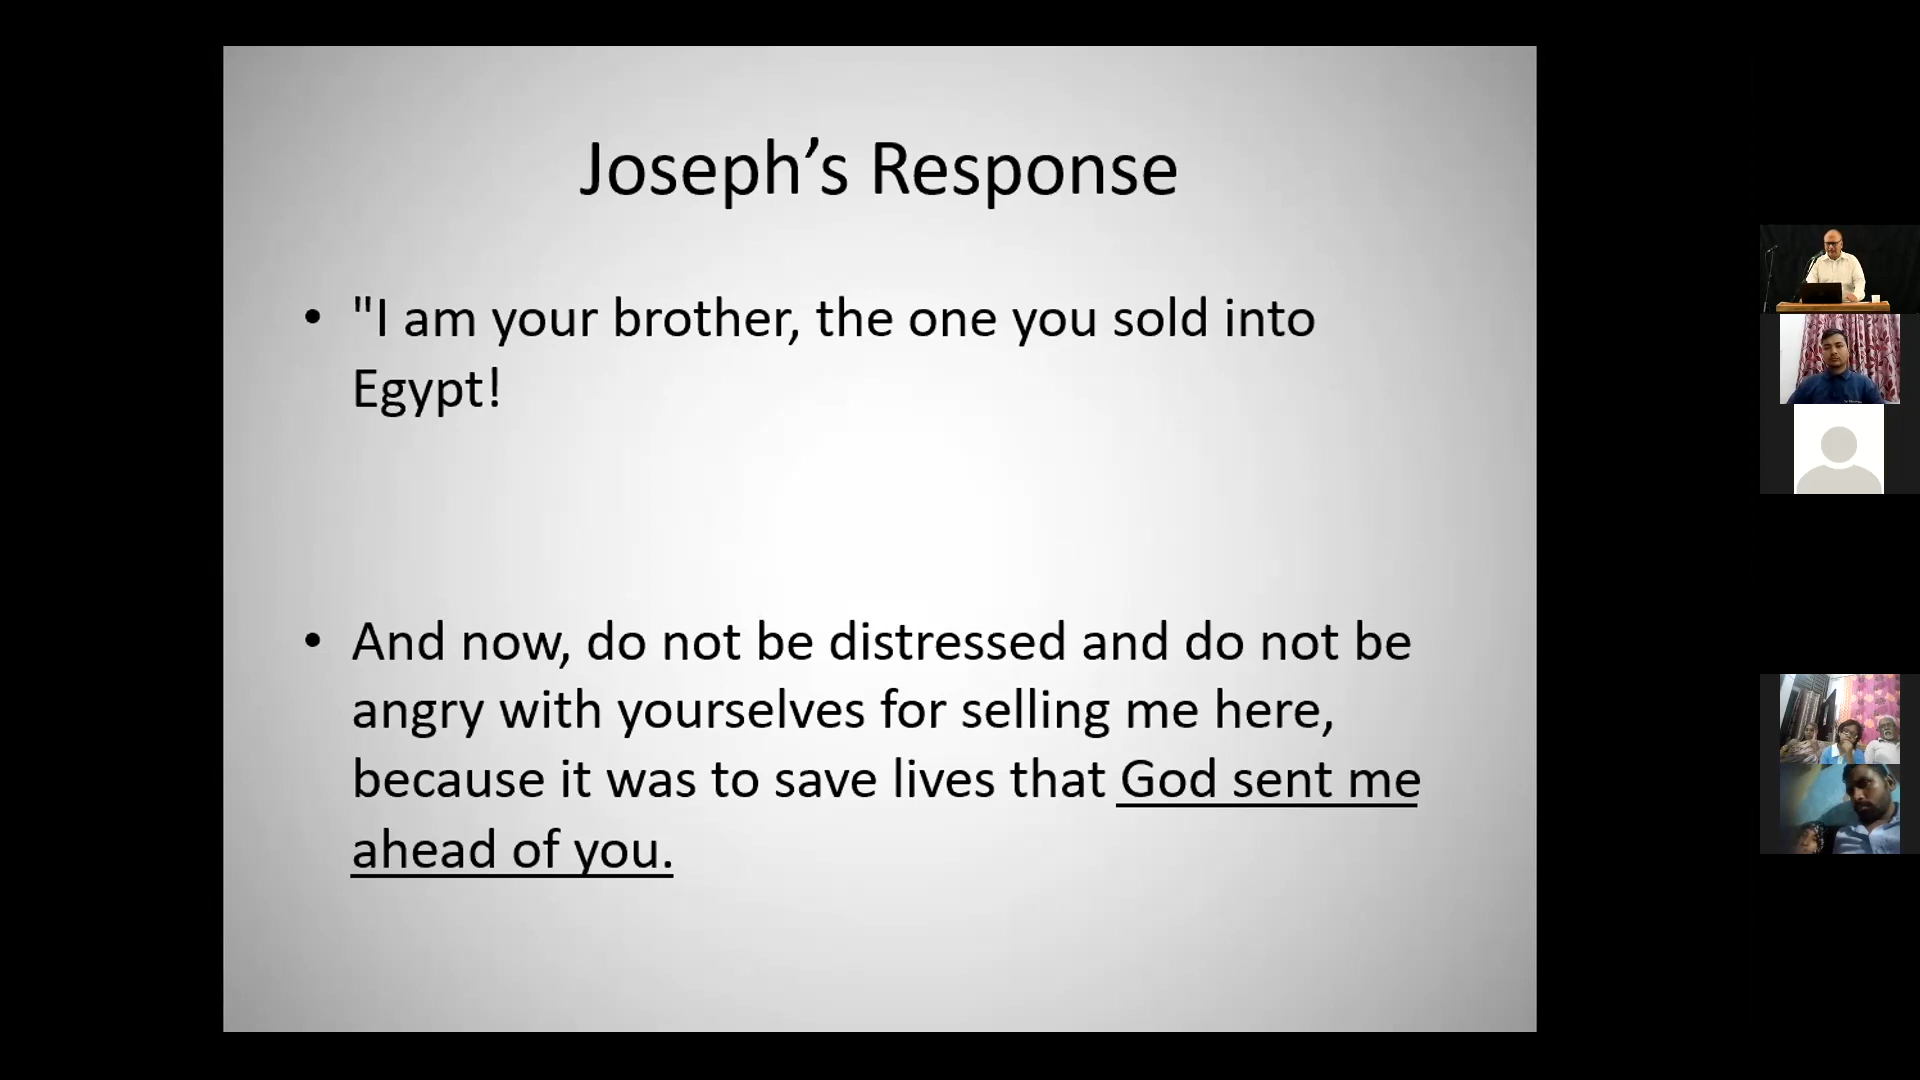 Joseph’s Response
• "I am your brother, the one you sold into
Egypt!
• And now, do not be distressed and do not be
angry with yourselves for selling me here,
because it was to save lives that God sent me
ahead of you.